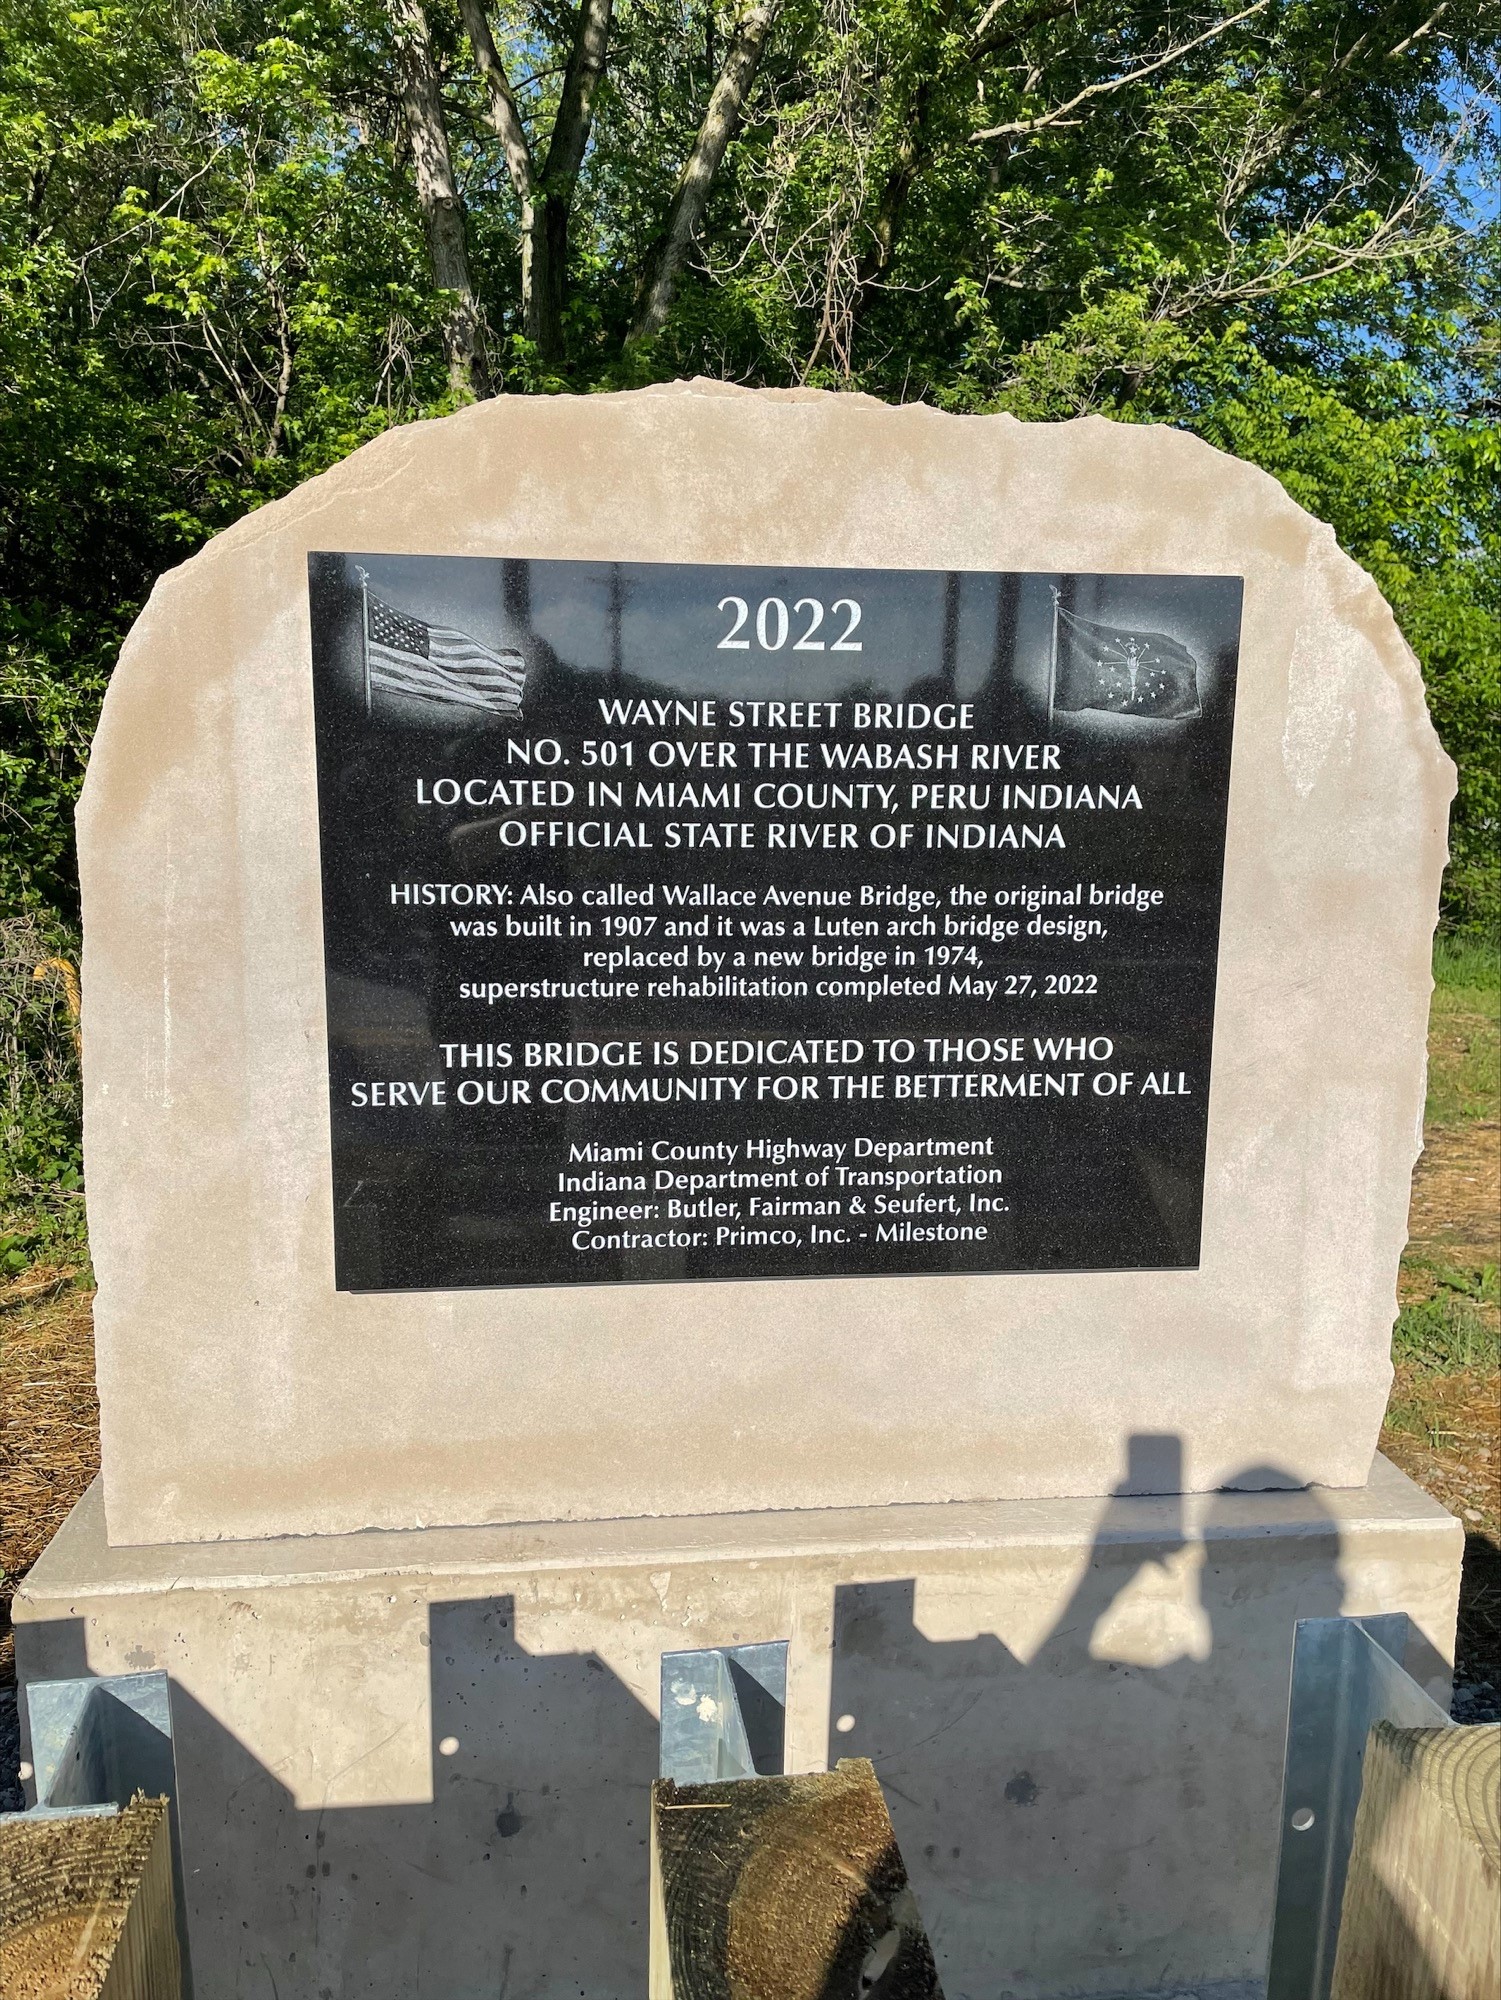 2022
WAYNE STREET BRIDGE
NO. 501 OVER THE WABASH RIVER
LOCATED IN MIAMI COUNTY, PERU INDIANA
OFFICIAL STATE RIVER OF INDIANA
HISTORY: Also called Wallace Avenue Bridge, the original bridge
was built in 1907 and it was a Luten arch bridge design,
replaced by a new bridge in 1974,
superstructure rehabilitation completed May 27, 2022
THIS BRIDGE IS DEDICATED TO THOSE WHO
SERVE OUR COMMUNITY FOR THE BETTERMENT OF ALL
Miami County Highway Department
Indiana Department of Transportation
Engineer: Butler, Fairman & Seufert, Inc.
Contractor: Primco, Inc. - Milestone